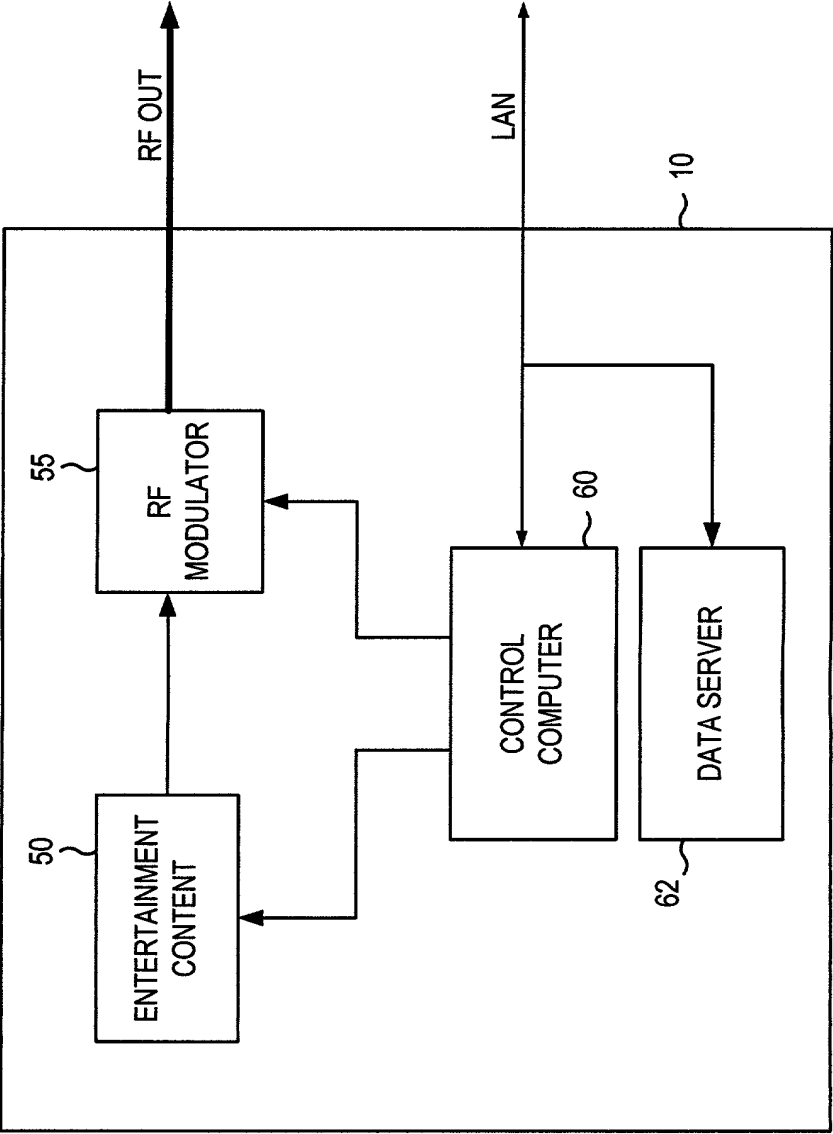 50
ENTERTAINMENT
CONTENT
55
RF
MODULATOR
RF OUT
CONTROL
COMPUTER
60
LAN
62
DATA SERVER
10